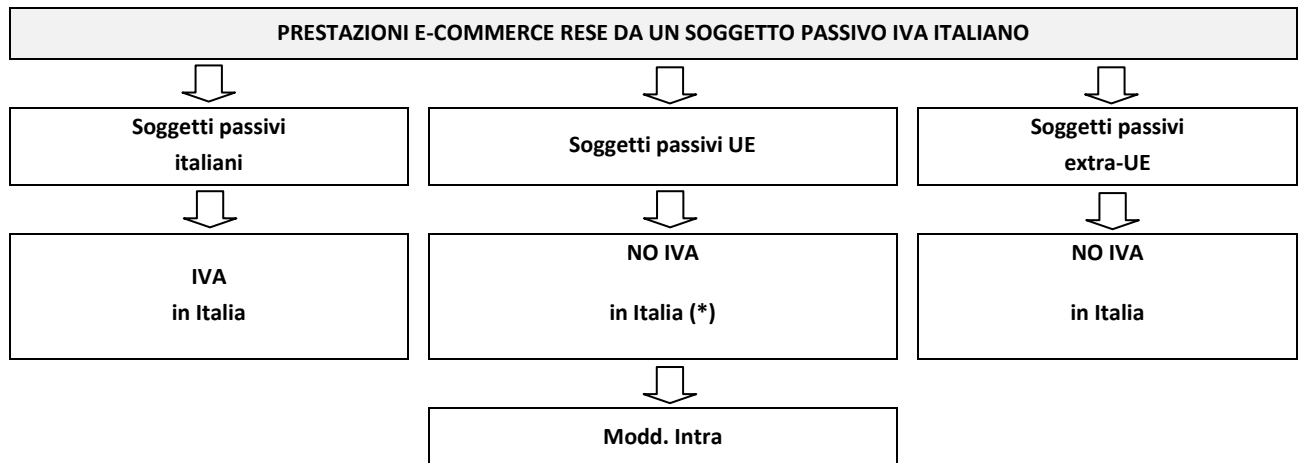 PRESTAZIONI E-COMMERCE RESE DA UN SOGGETTO PASSIVO IVA ITALIANO
Soggetti passivi
italiani
Soggetti passivi UE
Soggetti passivi
extra-UE
IVA
in Italia
NO IVA
in Italia (*)
NO IVA
in Italia
Modd. Intra